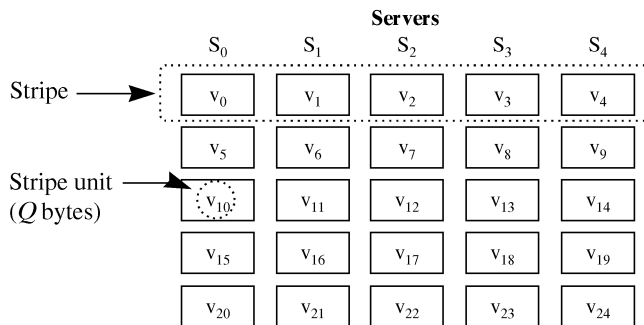 Servers
S0 S1 S2 S3 S4
Stripe
v0 v1 v2 v3 v4
v5 v6 v7 v8 v9
Stripe unit
(Q bytes)
v10 v11 v12 v13 v14
v15 v16 v17 v18 v19
v20 v21 v22 v23 v24